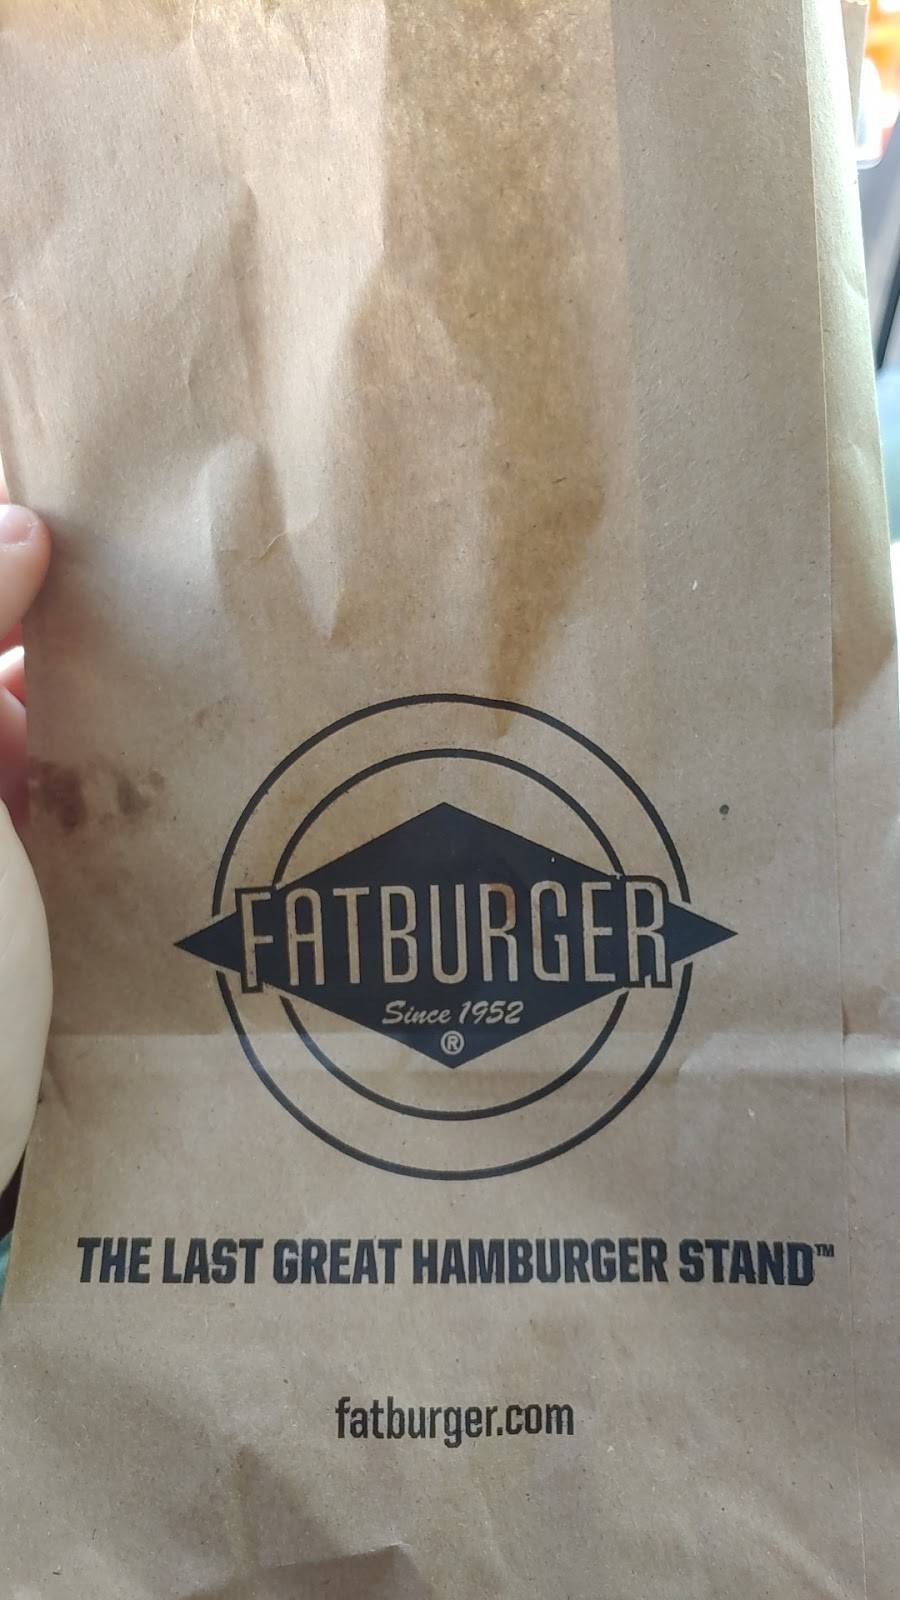 FATBURGER
Since 1952
®
THE LAST GREAT HAMBURGER STAND™
fatburger.com